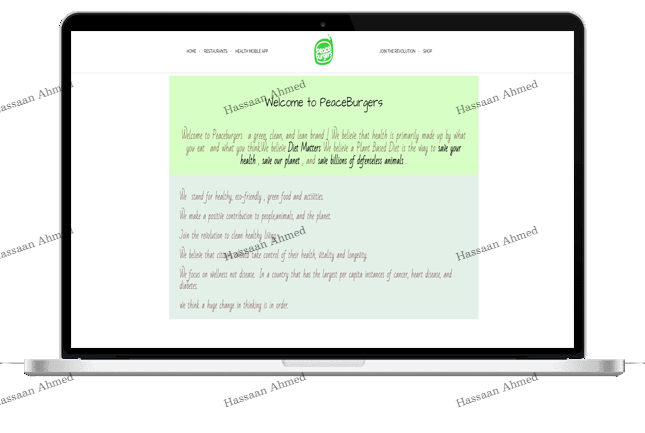 HOME RESTAURANTS HEALTH MOBILE APP
peace burgers
JOIN THE REVOLUTION SHOP
Hassaan Ahmed
Hassaan Ahmed
Hassaan Ahmed
Welcome to PeaceBurgers
Welcome to Peaceburgers a green, clean, and lean brand ! We believe that health is primarily made up by what
you eat and what you think.We believe Diet Matters We believe a Plant Based Diet is the way to save your
health , save our planet , and save billions of defenseless animals .
We stand for healthy, eco-friendly , green food and activities.
We make a positive contribution to people,animals, and the planet.
Join the revolution to clean healthy living
Hassaan Ahmed
Hassaan Ahmed
Hassaan Ahmed
We believe that take control of their health, vitality and longevity.
We focus on wellness not disease. In a country that has the largest per capita instances of cancer, heart disease, and
diabetes.
we think a huge change in thinking is in order.
Hassaan Ahmed
Hassaan Ahmed
Hassaan Ahmed